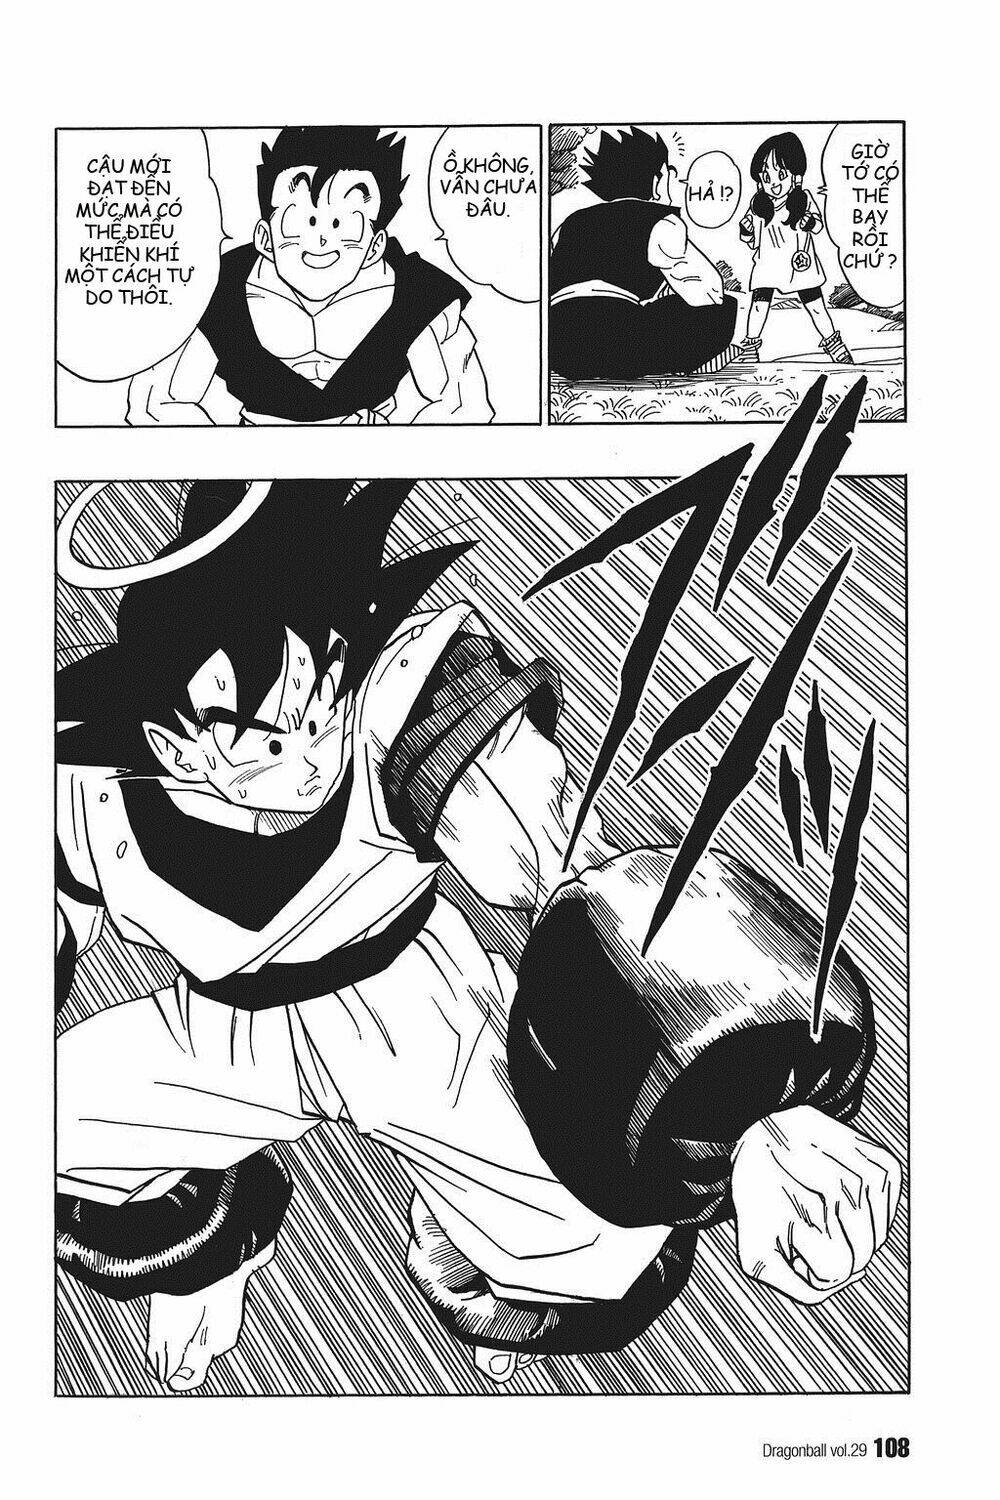 GIỜ
TỚ CÓ
THỂ
BAY
RỒI
CHỨ ?
HẢ !?
Ồ KHÔNG,
VẪN CHƯA
ĐÂU.
CẬU MỚI
ĐẠT ĐẾN
MỨC MÀ CÓ
THỂ ĐIỀU
KHIỂN KHÍ
MỘT CÁCH TỰ
DO THÔI.
Dragonball vol.29 108